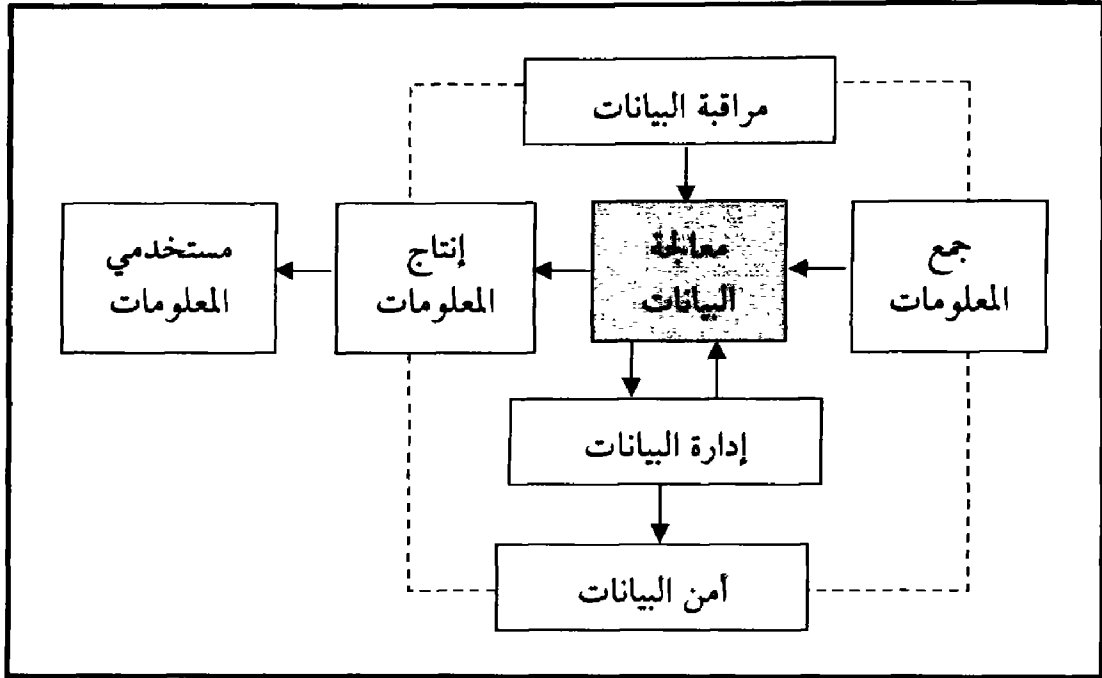 مراقبة البيانات
جمع
المعلومات
معالجة
البيانات
إنتاج
المعلومات
مستخدمي
المعلومات
إدارة البيانات
أمن البيانات